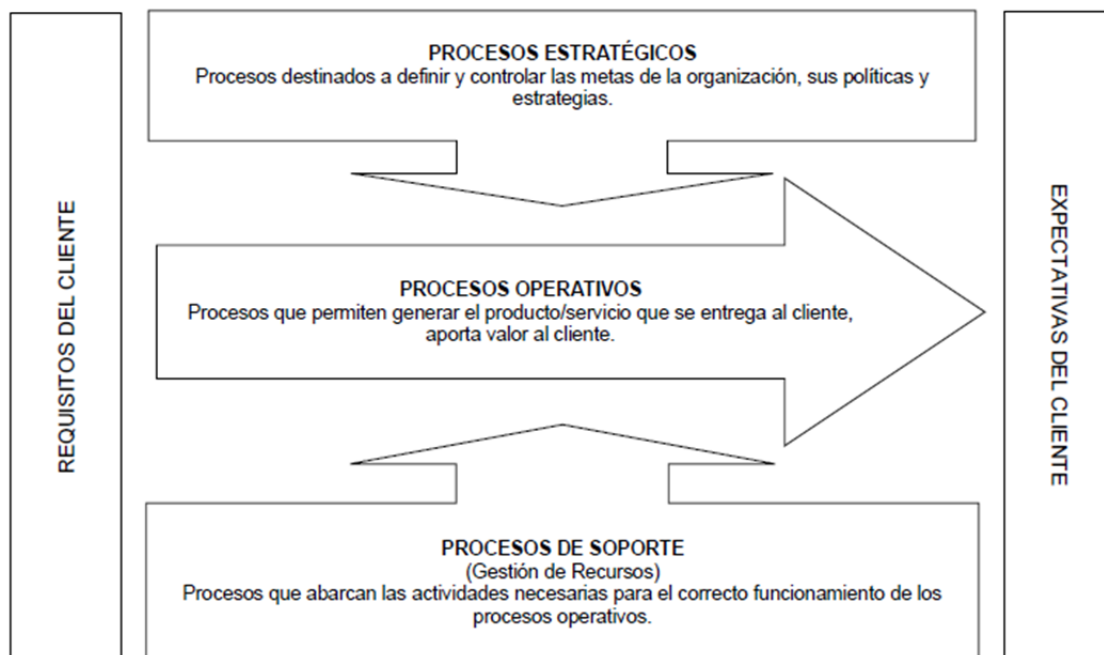 REQUISITOS DEL CLIENTE
PROCESOS ESTRATÉGICOS
Procesos destinados a definir y controlar las metas de la organización, sus políticas y
estrategias.
PROCESOS OPERATIVOS
Procesos que permiten generar el producto/servicio que se entrega al cliente,
aporta valor al cliente.
PROCESOS DE SOPORTE
(Gestión de Recursos)
Procesos que abarcan las actividades necesarias para el correcto funcionamiento de los
procesos operativos.
EXPECTATIVAS DEL CLIENTE